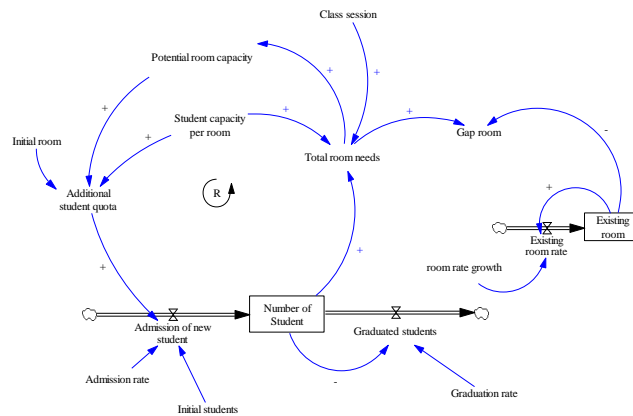 Class session
Potential room capacity
+
+
+
Student capacity
per room
+
+
+
-
Initial room
Gap room
Total room needs
Additional
student quota
R
+
Existing
room
Existing
room rate
+
+
room rate growth
Number of
Student
Admission of new
student
Graduated students
-
Admission rate
Graduation rate
Initial students